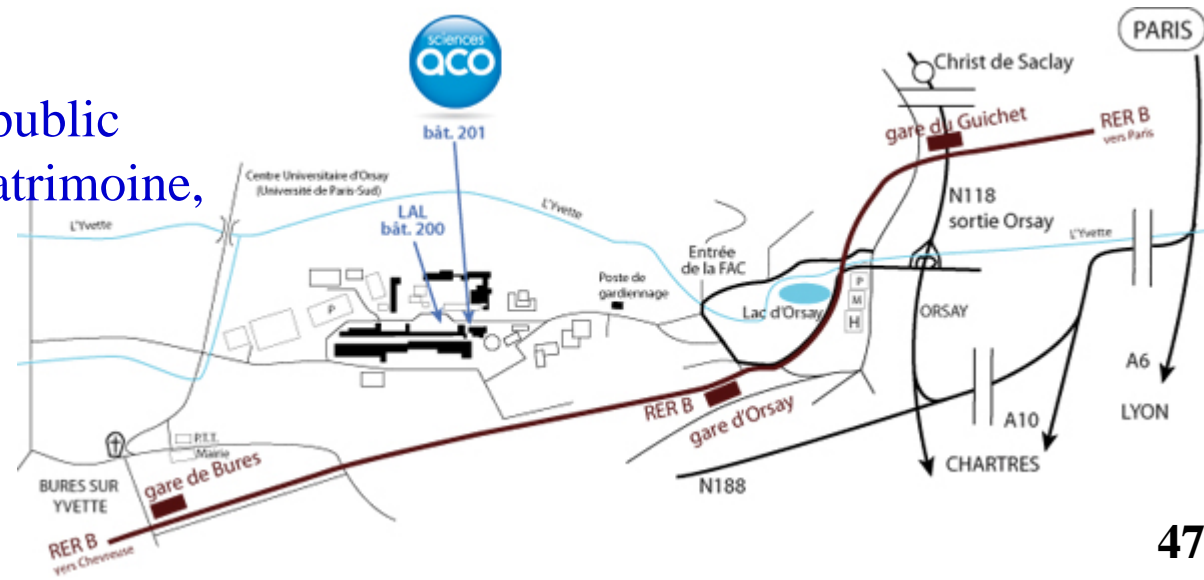 PARIS
sciences
aco
Christ de Saclay
public
bât. 201
gare du Guichet
RER B
vers Paris
atrimoine,
Centre Universitaire d'Orsay
(Université de Paris-Sud)
N118
sortie Orsay
L'Yvette
LAL
bât. 200
L'Yvette
L'Yvette
Entrée
de la FAC
Poste de
gardiennage
P
M
H
P
Lac d'Orsay
ORSAY
A6
LYON
RER B
gare d'Orsay
A10
P.T.T.
Mairie
gare de Bures
CHARTRES
BURES SUR
YVETTE
N188
RER B
vers Chevreuse
47